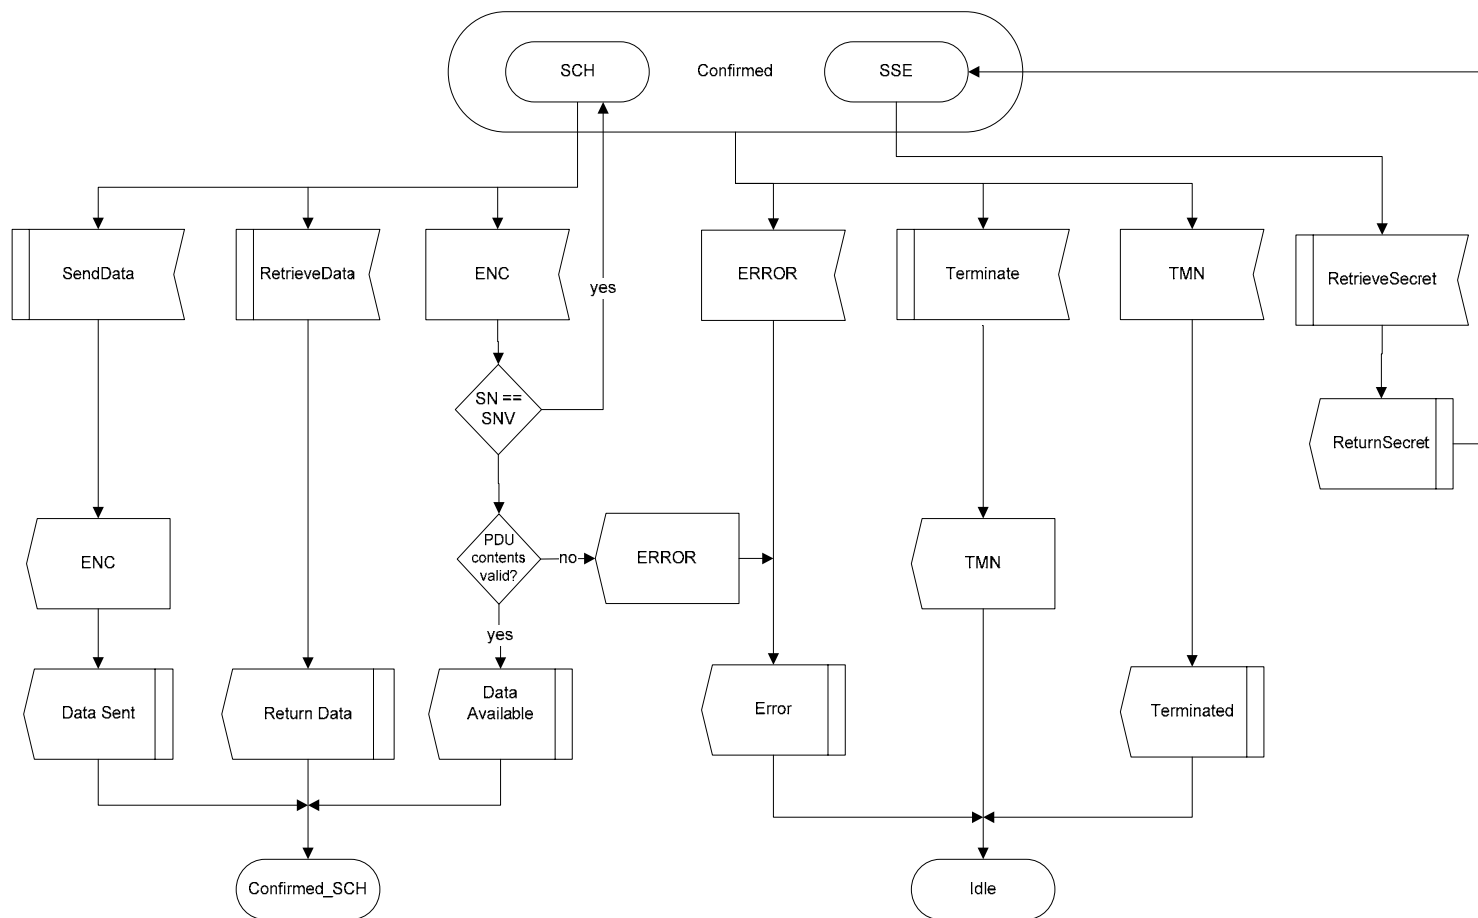 SCH
Confirmed
SSE
SendData
RetrieveData
ENC
yes
ERROR
Terminate
TMN
RetrieveSecret
SN ==
SNV
ReturnSecret
ENC
PDU
contents
valid?
no
ERROR
TMN
yes
Data Sent
Return Data
Data
Available
Error
Terminated
Confirmed_SCH
Idle